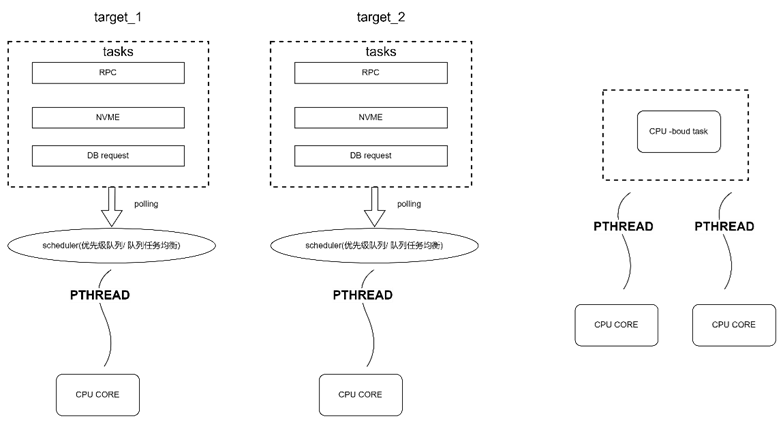 target_1
tasks
RPC
NVME
DB request
polling
scheduler(优先级队列/ 队列任务均衡)
PTHREAD
CPU CORE
target_2
tasks
RPC
NVME
DB request
polling
scheduler(优先级队列/ 队列任务均衡)
PTHREAD
CPU CORE
CPU -boud task
PTHREAD
PTHREAD
CPU CORE
CPU CORE